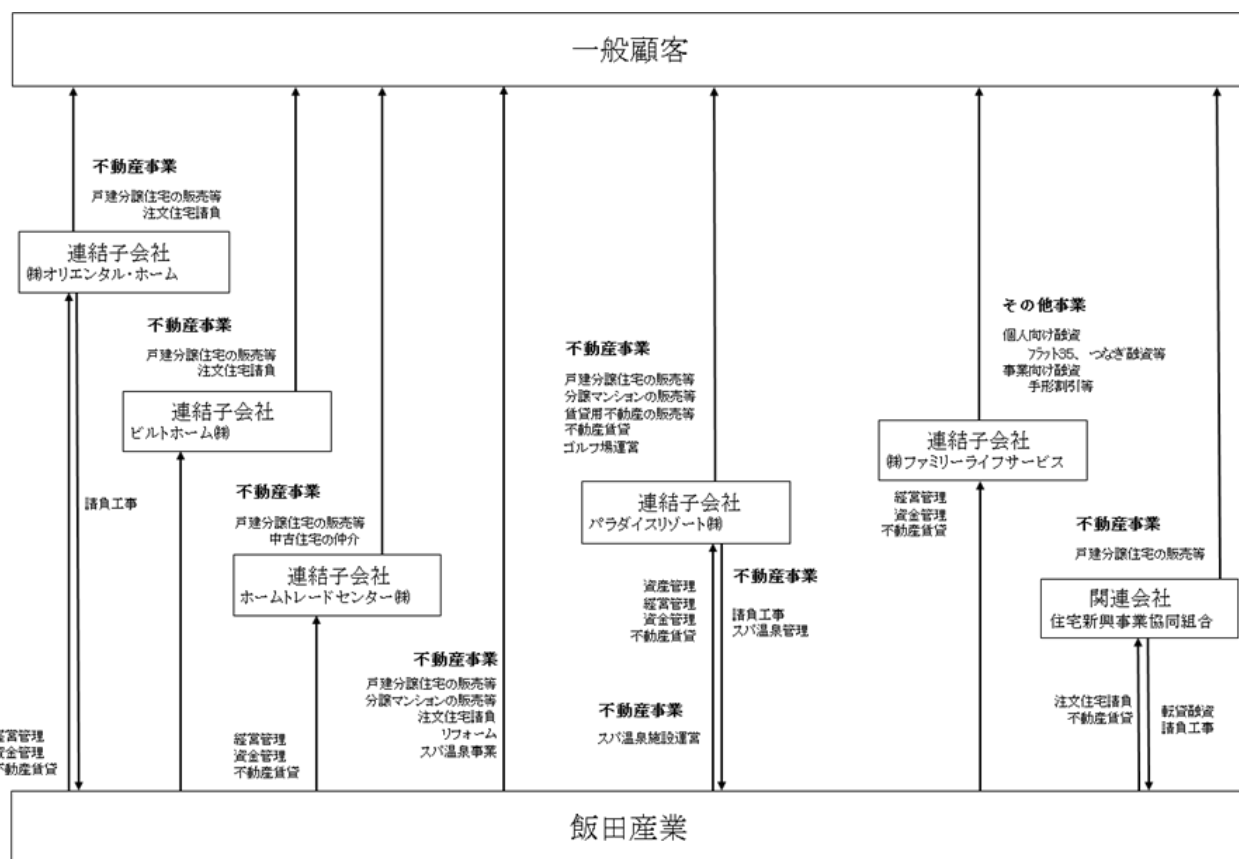 一般顧客
不動産事業
戸建分譲住宅の販売等
注文住宅請負
連結子会社
㈱オリエンタル・ホーム
請負工事
経営管理
資金管理
不動産賃貸
不動産事業
戸建分譲住宅の販売等
注文住宅請負
連結子会社
ビルトホーム㈱
不動産事業
戸建分譲住宅の販売等
中古住宅の仲介
連結子会社
ホームトレードセンター㈱
経営管理
資金管理
不動産賃貸
不動産事業
戸建分譲住宅の販売等
分譲マンションの販売等
注文住宅請負
リフォーム
スパ温泉事業
不動産事業
戸建分譲住宅の販売等
分譲マンションの販売等
賃貸用不動産の販売等
不動産賃貸
ゴルフ場運営
連結子会社
パラダイスリゾート㈱
資産管理
経営管理
資金管理
不動産賃貸
不動産事業
請負工事
スパ温泉管理
不動産事業
スパ温泉施設運営
その他事業
個人向け融資
フラット35、つなぎ融資等
事業向け融資
手形割引等
連結子会社
㈱ファミリーライフサービス
経営管理
資金管理
不動産賃貸
不動産事業
戸建分譲住宅の販売等
関連会社
住宅新興事業協同組合
注文住宅請負
不動産賃貸
転貸融資
請負工事
飯田産業